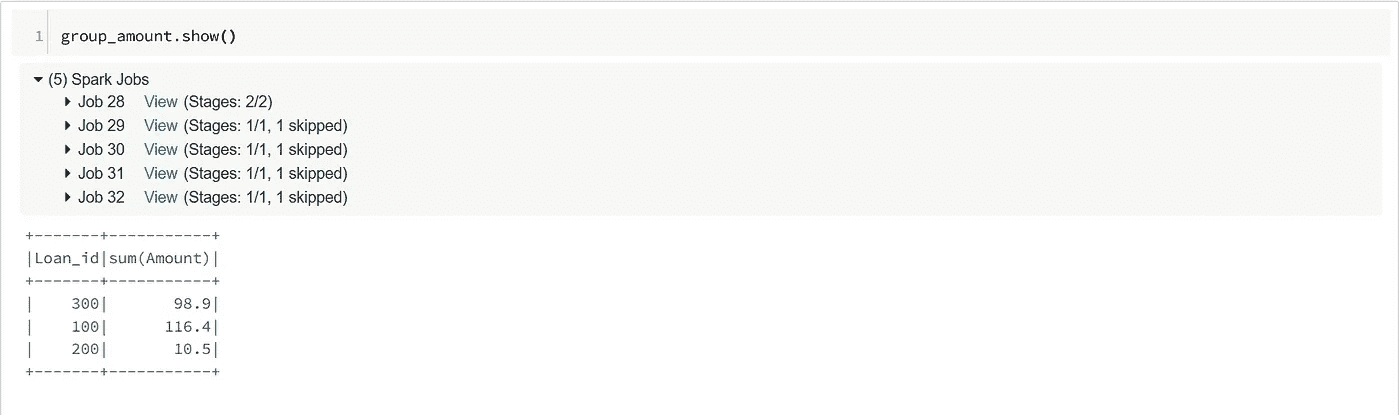 1 group_amount.show()
(5) Spark Jobs
Job 28 View (Stages: 2/2)
Job 29 View (Stages: 1/1, 1 skipped)
Job 30 View (Stages: 1/1, 1 skipped)
Job 31 View (Stages: 1/1, 1 skipped)
Job 32 View (Stages: 1/1, 1 skipped)
+-------+-----------+
|Loan_id|sum(Amount)|
+-------+-----------+
|    300|       98.9|
|    100|      116.4|
|    200|       10.5|
+-------+-----------+